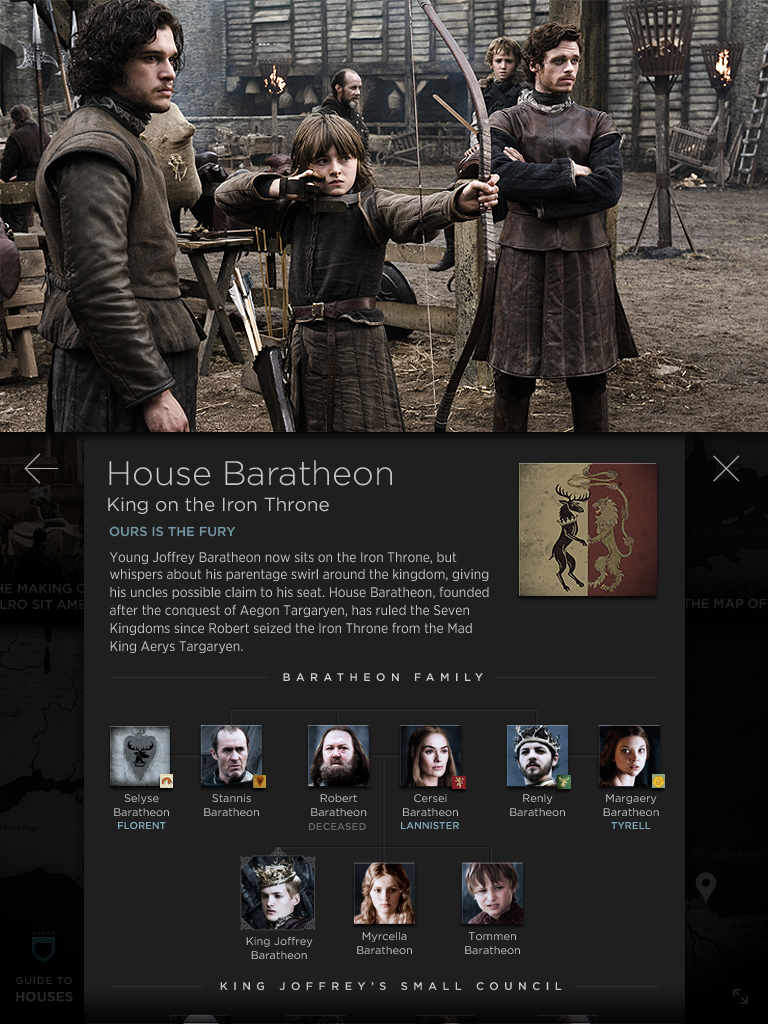 House Baratheon
King on the Iron Throne
OURS IS THE FURY
Young Joffrey Baratheon now sits on the Iron Throne, but
whispers about his parentage swirl around the kingdom, giving
his uncles possible claim to his seat. House Baratheon, founded
after the conquest of Aegon Targaryen, has ruled the Seven
Kingdoms since Robert seized the Iron Throne from the Mad
King Aerys Targaryen.
HE MAKING O
LRO SIT AME
THE MAP OF
BARATHEON FAMILY
Selyse
Baratheon
FLORENT
Stannis
Baratheon
Robert
Baratheon
DECEASED
Cersei
Baratheon
LANNISTER
Renly
Baratheon
Margaery
Baratheon
TYRELL
King Joffrey
Baratheon
Myrcella
Baratheon
Tommen
Baratheon
GUIDE TO
HOUSES
KING JOFFREY'S SMALL COUNCIL